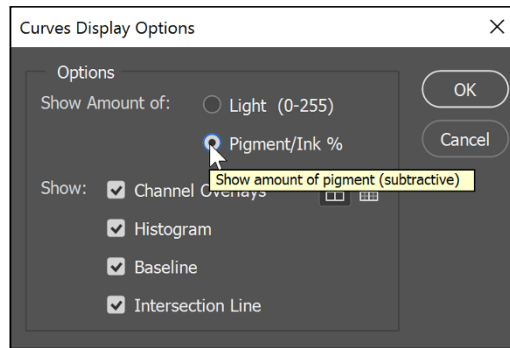 Curves Display Options
Options
Show Amount of:
Light (0-255)
OK
Pigment/Ink %
Cancel
Show amount of pigment (subtractive)
Show:
Channel Overlays
Histogram
Baseline
Intersection Line